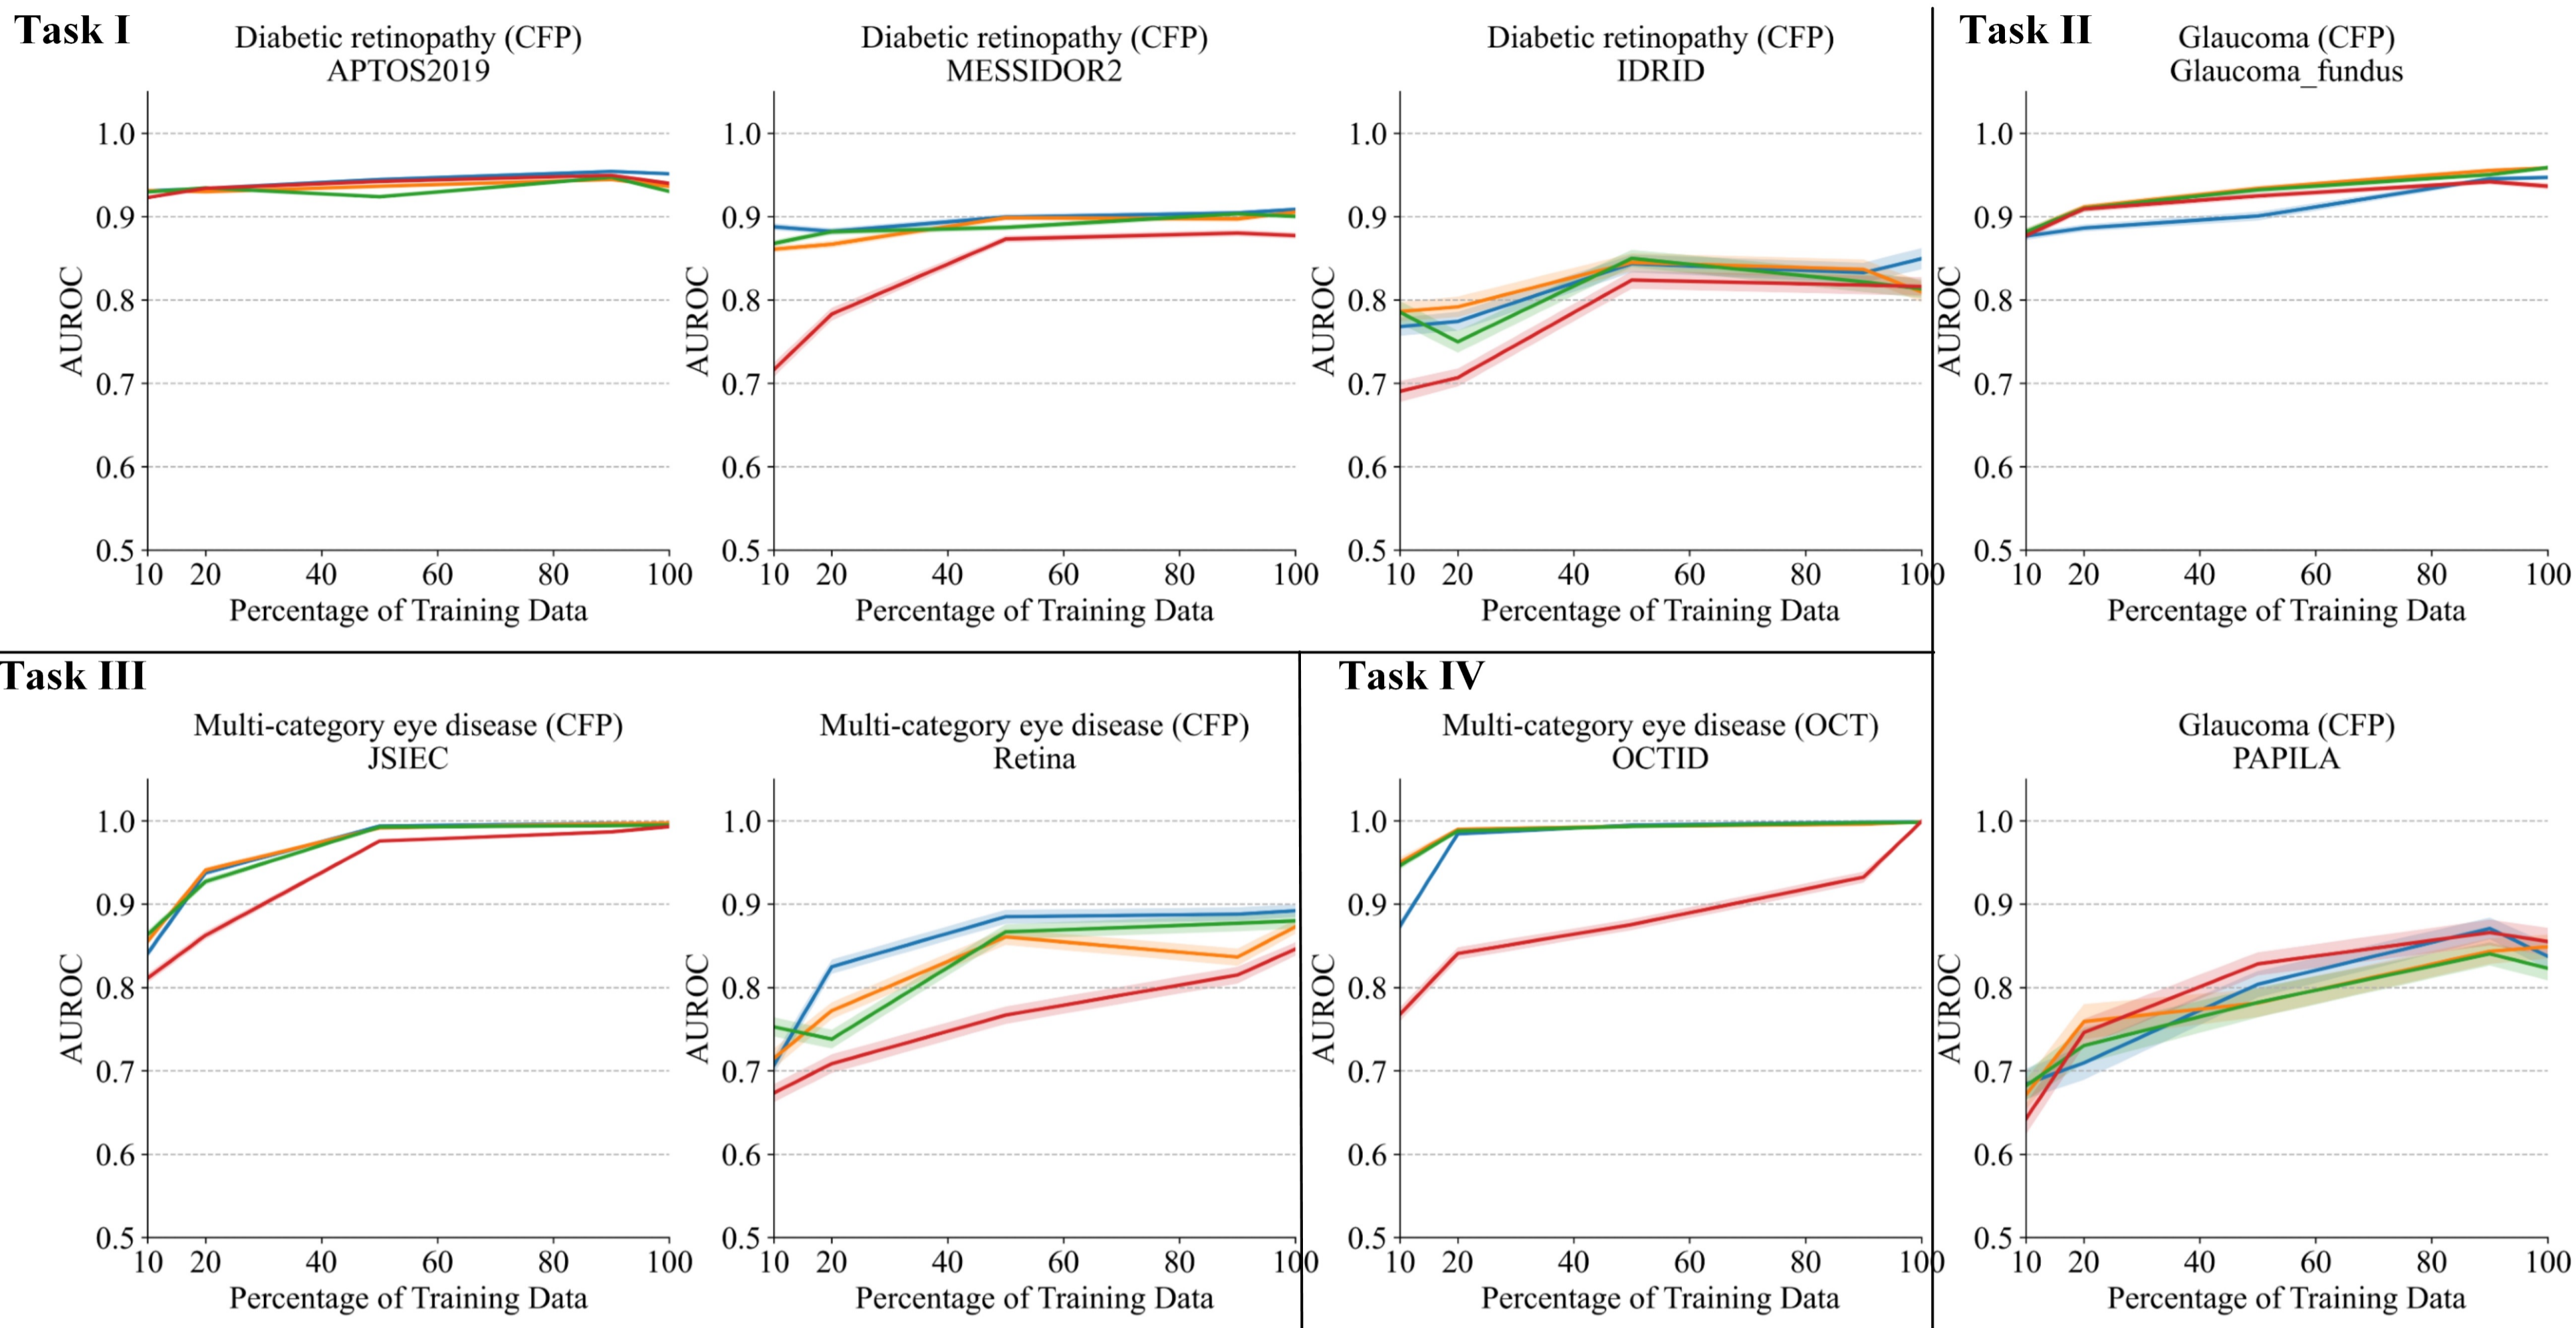 Task I
Diabetic retinopathy (CFP)
APTOS2019
1.0
0.9
0.8
0.7
0.6
0.5
AUROC
10 20 40 60 80 100
Percentage of Training Data
Diabetic retinopathy (CFP)
MESSIDOR2
1.0
0.9
0.8
0.7
0.6
0.5
AUROC
10 20 40 60 80 100
Percentage of Training Data
Diabetic retinopathy (CFP)
IDRID
1.0
0.9
0.8
0.7
0.6
0.5
AUROC
10 20 40 60 80 100
Percentage of Training Data
Task II
Glaucoma (CFP)
Glaucoma_fundus
1.0
0.9
0.8
0.7
0.6
0.5
AUROC
10 20 40 60 80 100
Percentage of Training Data
Task III
Multi-category eye disease (CFP)
JSIEC
1.0
0.9
0.8
0.7
0.6
0.5
AUROC
10 20 40 60 80 100
Percentage of Training Data
Multi-category eye disease (CFP)
Retina
1.0
0.9
0.8
0.7
0.6
0.5
AUROC
10 20 40 60 80 100
Percentage of Training Data
Task IV
Multi-category eye disease (OCT)
OCTID
1.0
0.9
0.8
0.7
0.6
0.5
AUROC
10 20 40 60 80 100
Percentage of Training Data
Glaucoma (CFP)
PAPILA
1.0
0.9
0.8
0.7
0.6
0.5
AUROC
10 20 40 60 80 100
Percentage of Training Data